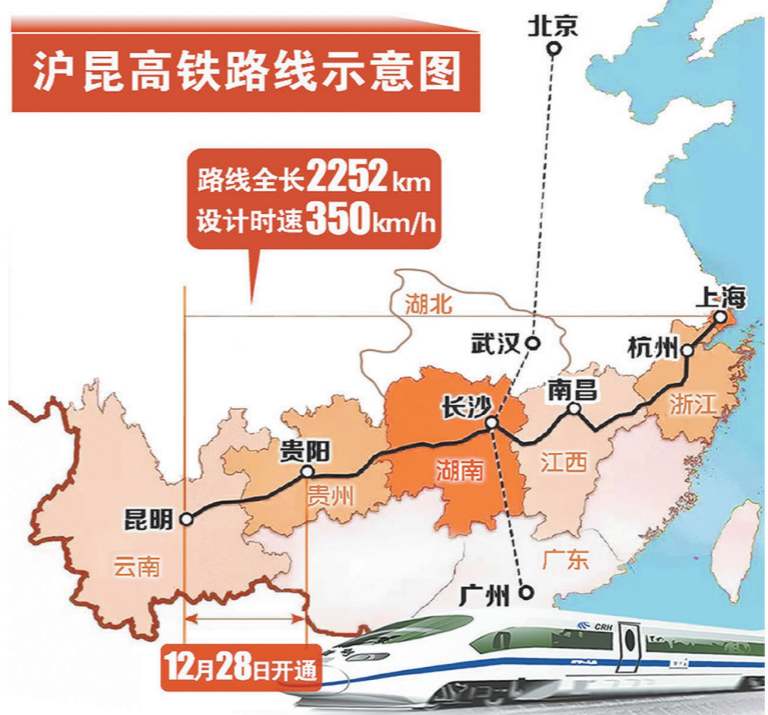 北京
沪昆高铁路线示意图
路线全长2252km
设计时速350km/h
上海
湖北
武汉
杭州
南昌
浙江
长沙
贵阳
湖南
江西
贵州
昆明
云南
广东
广州
CRH
12月28日开通